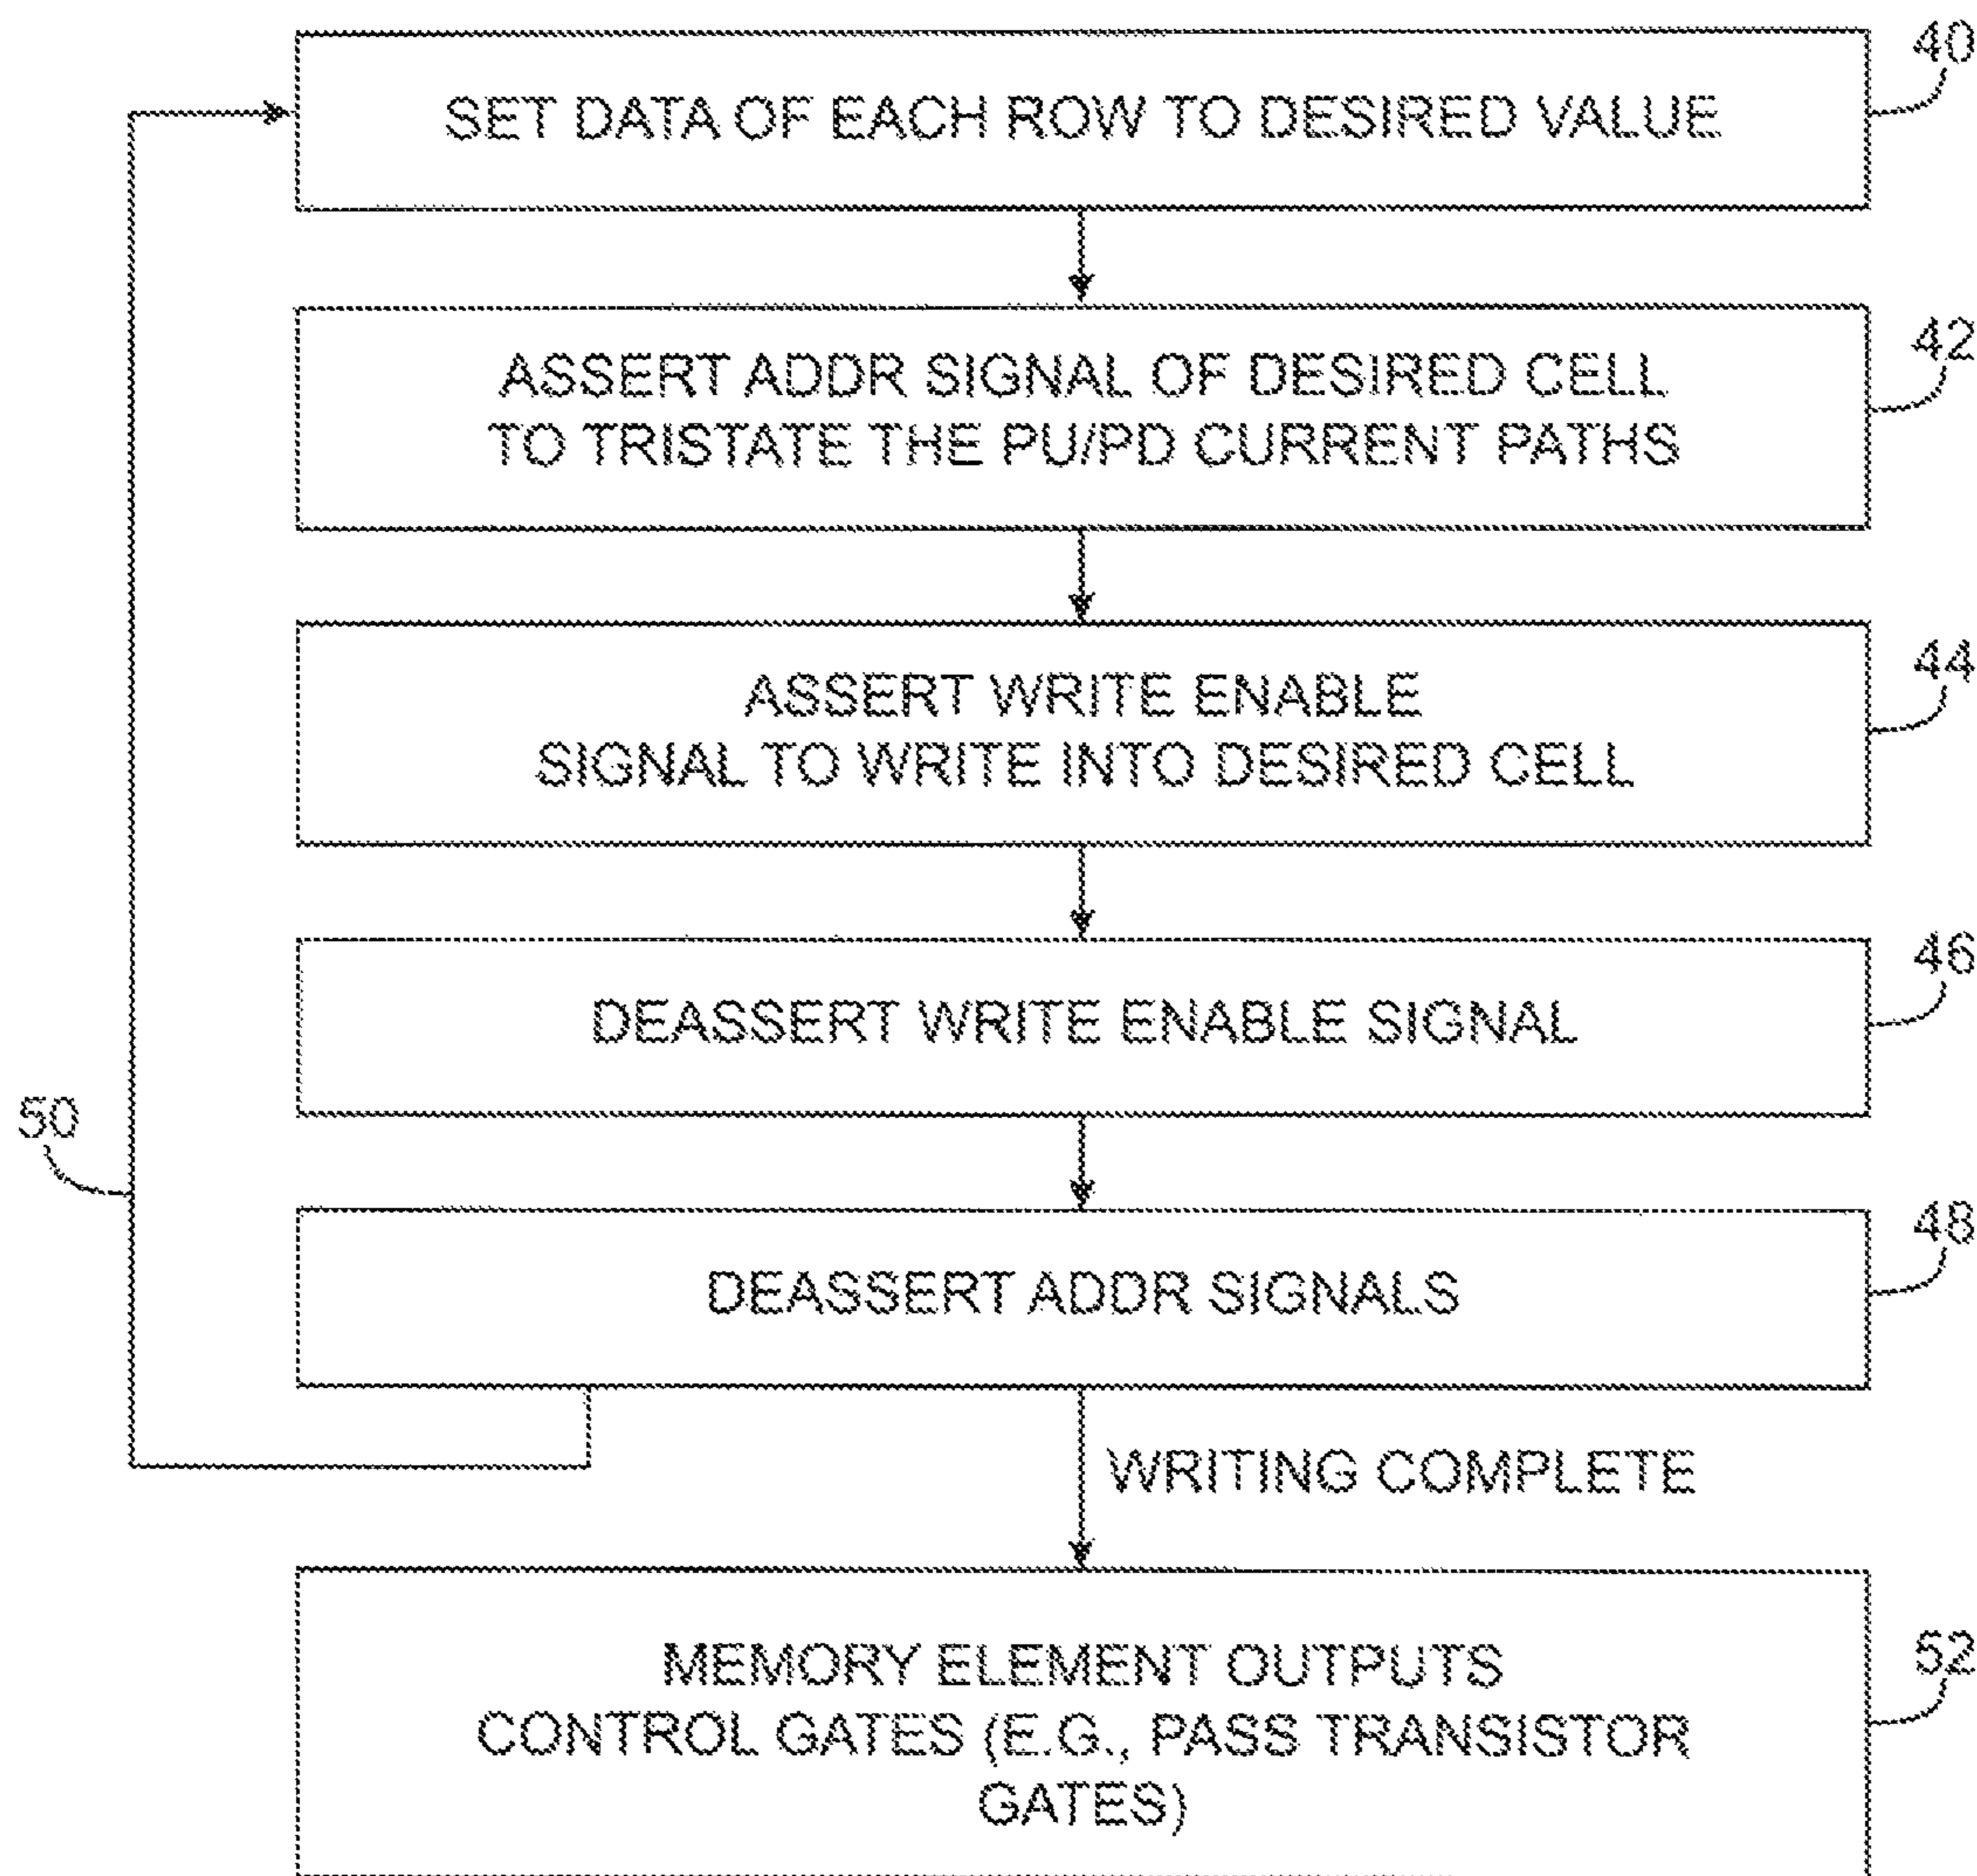 40
SET DATA OF EACH ROW TO DESIRED VALUE
42
ASSERT ADDR SIGNAL OF DESIRED CELL
TO TRISTATE THE PU/PD CURRENT PATHS
44
ASSERT WRITE ENABLE
SIGNAL TO WRITE INTO DESIRED CELL
46
DEASSERT WRITE ENABLE SIGNAL
50
48
DEASSERT ADDR SIGNALS
WRITING COMPLETE
52
MEMORY ELEMENT OUTPUTS
CONTROL GATES (E.G., PASS TRANSISTOR
GATES)